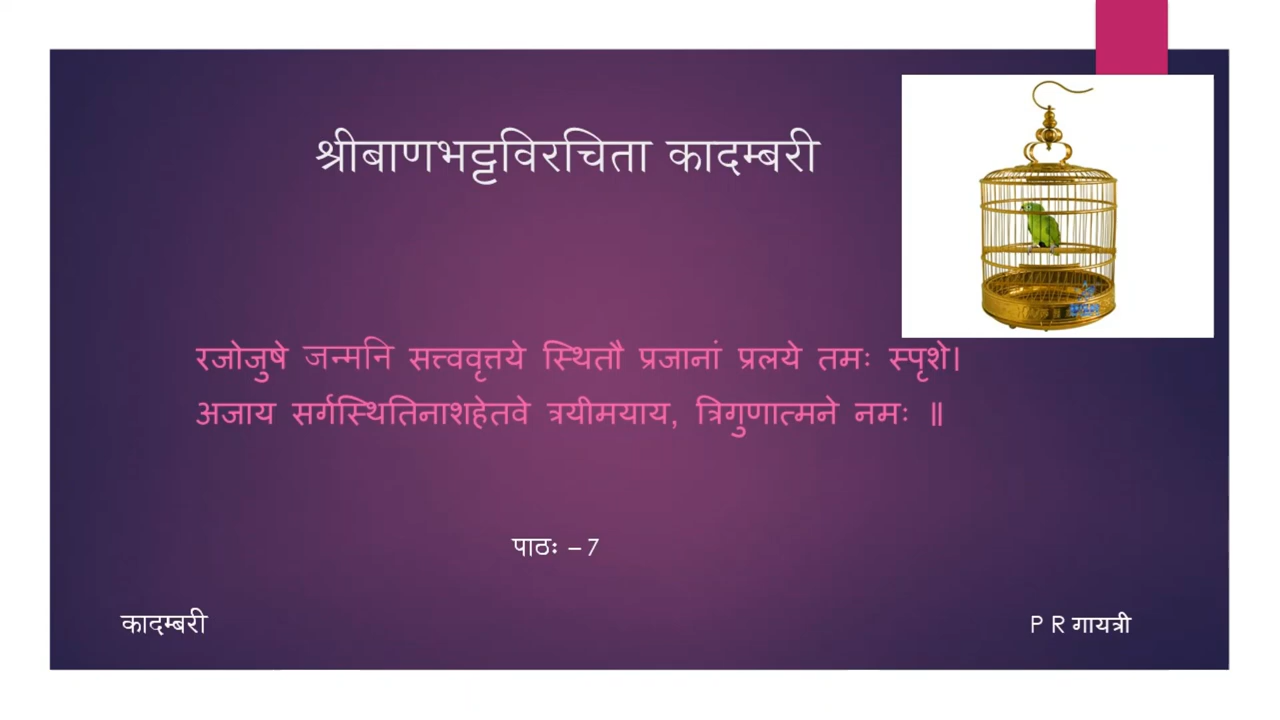 श्रीबाणभट्टविरचिता कादम्बरी
रजोजुषे जन्मनि सत्त्ववृत्तये स्थितौ प्रजानां प्रलये तमः स्पृशे।
अजाय सर्गस्थितिनाशहेतवे त्रयीमयाय, त्रिगुणात्मने नमः ॥
पाठः – 7
कादम्बरी
P R गायत्री